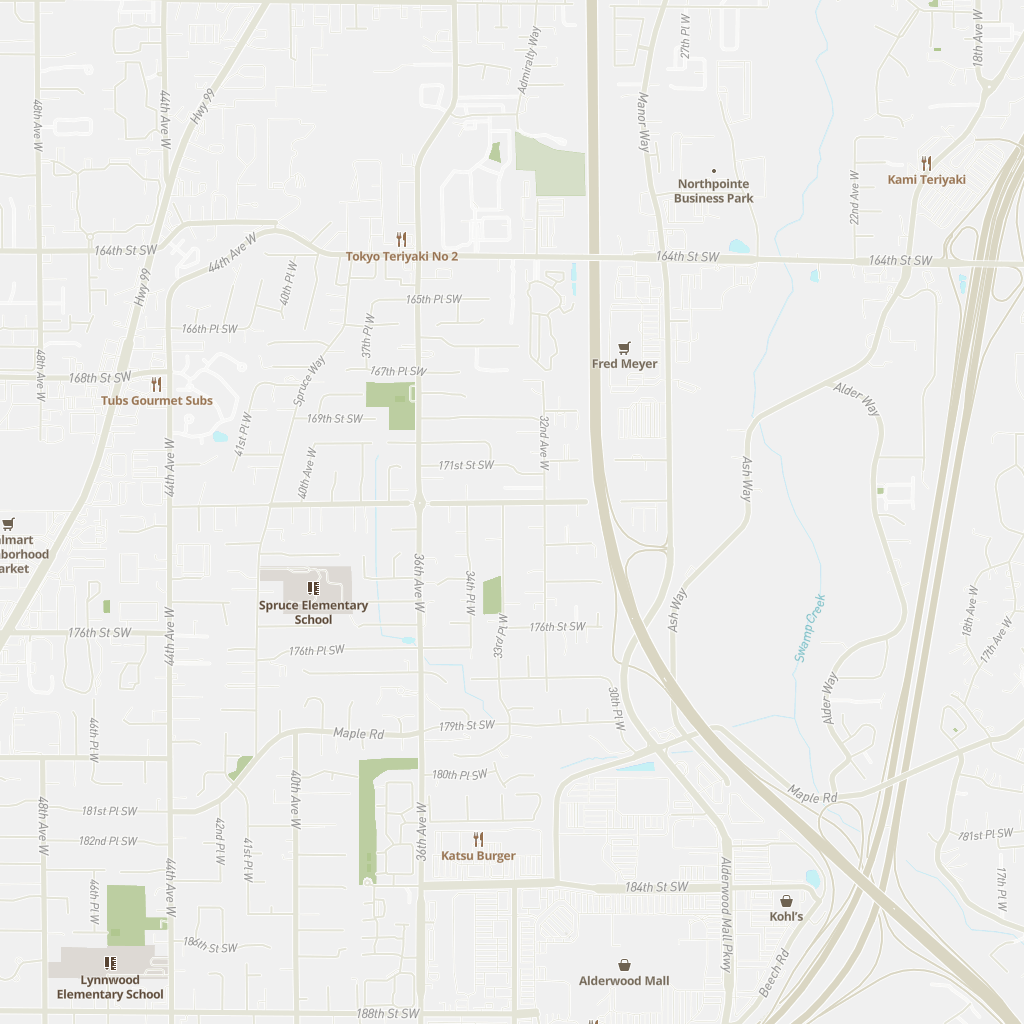 27th Pl W
18th Ave W
Admiralty Way
48th Ave W
44th Ave W
Hwy 99
Manor Way
Kami Teriyaki
Northpointe
Business Park
22nd Ave W
164th St SW
44th Ave W
Tokyo Teriyaki No 2
164th St SW
164th St SW
Hwy 99
40th Pl W
165th Pl SW
166th Pl SW
37th Pl W
Fred Meyer
48th Ave W
168th St SW
Spruce Way
167th Pl SW
Tubs Gourmet Subs
Alder Way
41st Pl W
169th St SW
32nd Ave W
44th Ave W
40th Ave W
171st St SW
Ash Way
lmart
borhood
arket
36th Ave W
34th Pl W
Spruce Elementary
School
Ash Way
Swamp Creek
18th Ave W
17th Ave W
176th St SW
44th Ave W
33rd Pl W
176th St SW
176th Pl SW
46th Pl W
30th Pl W
Alder Way
Maple Rd
179th St SW
180th Pl SW
Maple Rd
48th Ave W
181st Pl SW
40th Ave W
36th Ave W
182nd Pl SW
42nd Pl W
41st Pl W
781st Pl SW
Katsu Burger
46th Pl W
44th Ave W
184th St SW
Alderwood Mall Pkwy
17th Pl W
Kohl's
186th St SW
Beech Rd
Lynnwood
Elementary School
Alderwood Mall
188th St SW